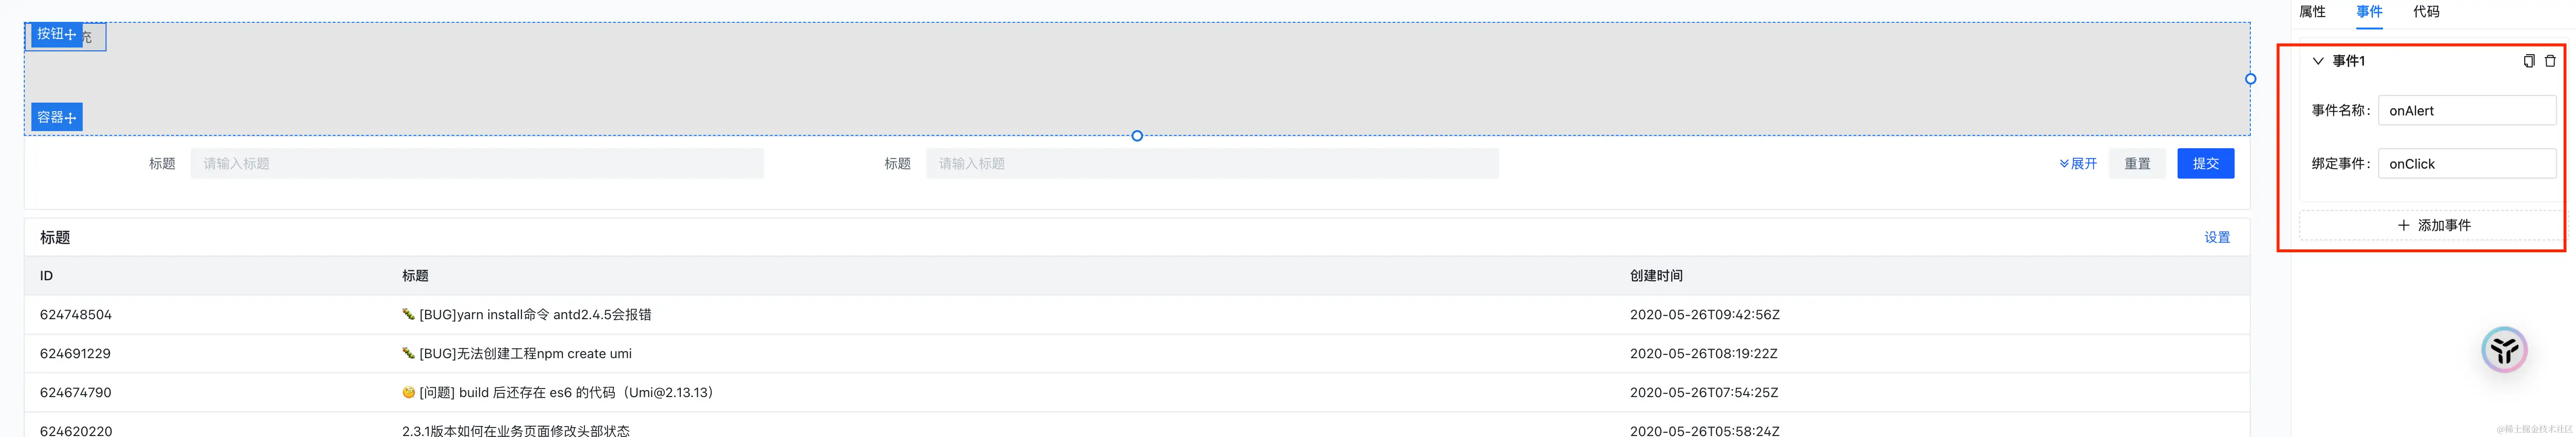 按钮 充
容器
标题 请输入标题 标题 请输入标题 展开 重置 提交
标题 设置
ID 标题 创建时间
624748504 🐛 [BUG]yarn install命令 antd2.4.5会报错 2020-05-26T09:42:56Z
624691229 🐛 [BUG]无法创建工程npm create umi 2020-05-26T08:19:22Z
624674790 🧐 [问题] build 后还存在 es6 的代码（Umi@2.13.13） 2020-05-26T07:54:25Z
624620220 2.3.1版本如何在业务页面修改头部状态 2020-05-26T05:58:24Z
属性 事件 代码
事件1
事件名称： onAlert
绑定事件： onClick
+ 添加事件
@稀土掘金技术社区